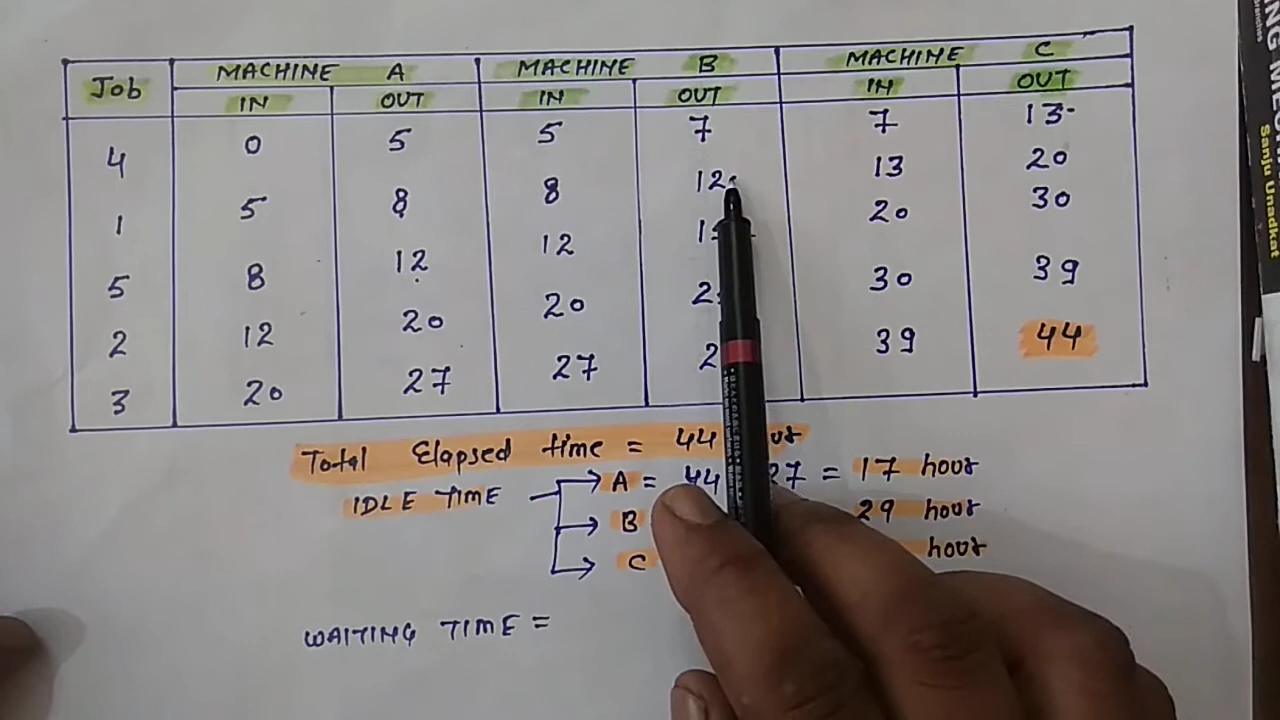 Job MACHINE A MACHINE B MACHINE C
IN OUT IN OUT IN OUT
4 0 5 5 7 7 13
1 5 8 8 12 13 20
5 8 12 12 20 30
2 12 20 20 30 39
3 20 27 27 39 44
Total Elapsed time = 44
IDLE TIME A = 44 27 = 17 hour
B 29 hour
C hour
WAITING TIME =
Sanju Unadkat